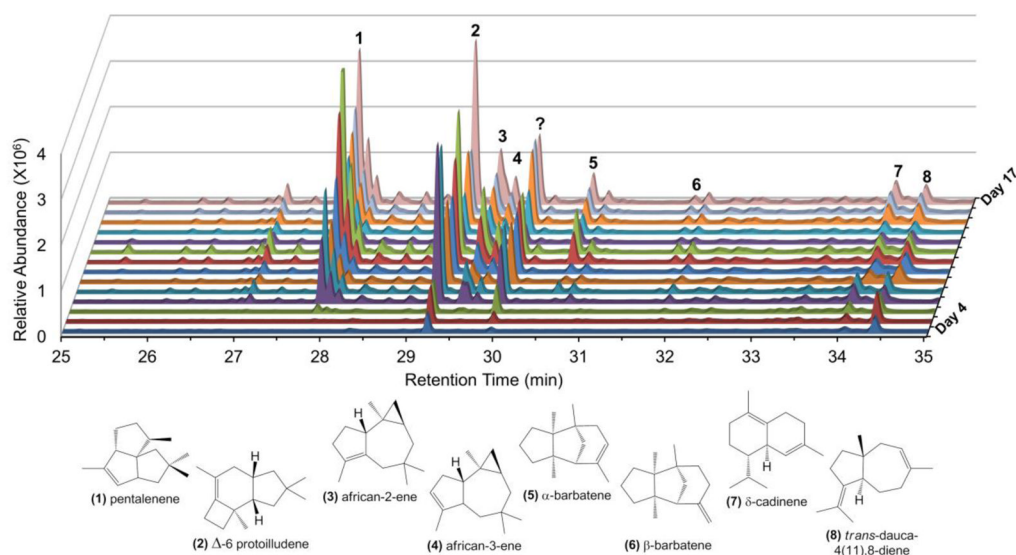 1
2
3
4
?
5
6
7
8
Day 17
Day 4
Relative Abundance (X10⁶)
4
3
2
1
0
25
26
27
28
29
30
31
32
33
34
35
Retention Time (min)
H
H
H
H
H
H
(1) pentalenene
(2) Δ-6 protoilludene
(3) african-2-ene
(4) african-3-ene
(5) α-barbatene
(6) β-barbatene
(7) δ-cadinene
(8) trans-dauca-
4(11),8-diene